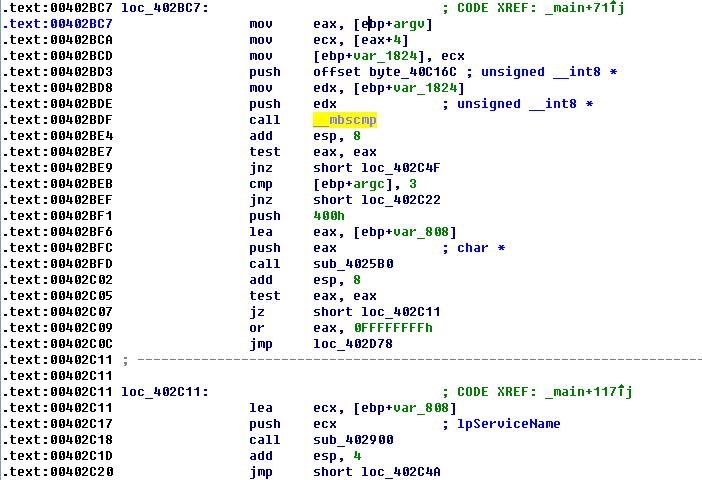 .text:00402BC7 loc_402BC7: ; CODE XREF: _main+71↑j
.text:00402BC7 mov eax, [ebp+argv]
.text:00402BCA mov ecx, [eax+4]
.text:00402BCD mov [ebp+var_1824], ecx
.text:00402BD3 push offset byte_40C16C ; unsigned __int8 *
.text:00402BD8 mov edx, [ebp+var_1824]
.text:00402BDE push edx ; unsigned __int8 *
.text:00402BDF call __mbscmp
.text:00402BE4 add esp, 8
.text:00402BE7 test eax, eax
.text:00402BE9 jnz short loc_402C4F
.text:00402BEB cmp [ebp+argc], 3
.text:00402BEF jnz short loc_402C22
.text:00402BF1 push 400h
.text:00402BF6 lea eax, [ebp+var_808]
.text:00402BFC push eax ; char *
.text:00402BFD call sub_4025B0
.text:00402C02 add esp, 8
.text:00402C05 test eax, eax
.text:00402C07 jz short loc_402C11
.text:00402C09 or eax, 0FFFFFFFFh
.text:00402C0C jmp loc_402D78
.text:00402C11 ; ---------------------------------------------------------------------------
.text:00402C11
.text:00402C11 loc_402C11: ; CODE XREF: _main+117↑j
.text:00402C11 lea ecx, [ebp+var_808]
.text:00402C17 push ecx ; lpServiceName
.text:00402C18 call sub_402900
.text:00402C1D add esp, 4
.text:00402C20 jmp short loc_402C4A